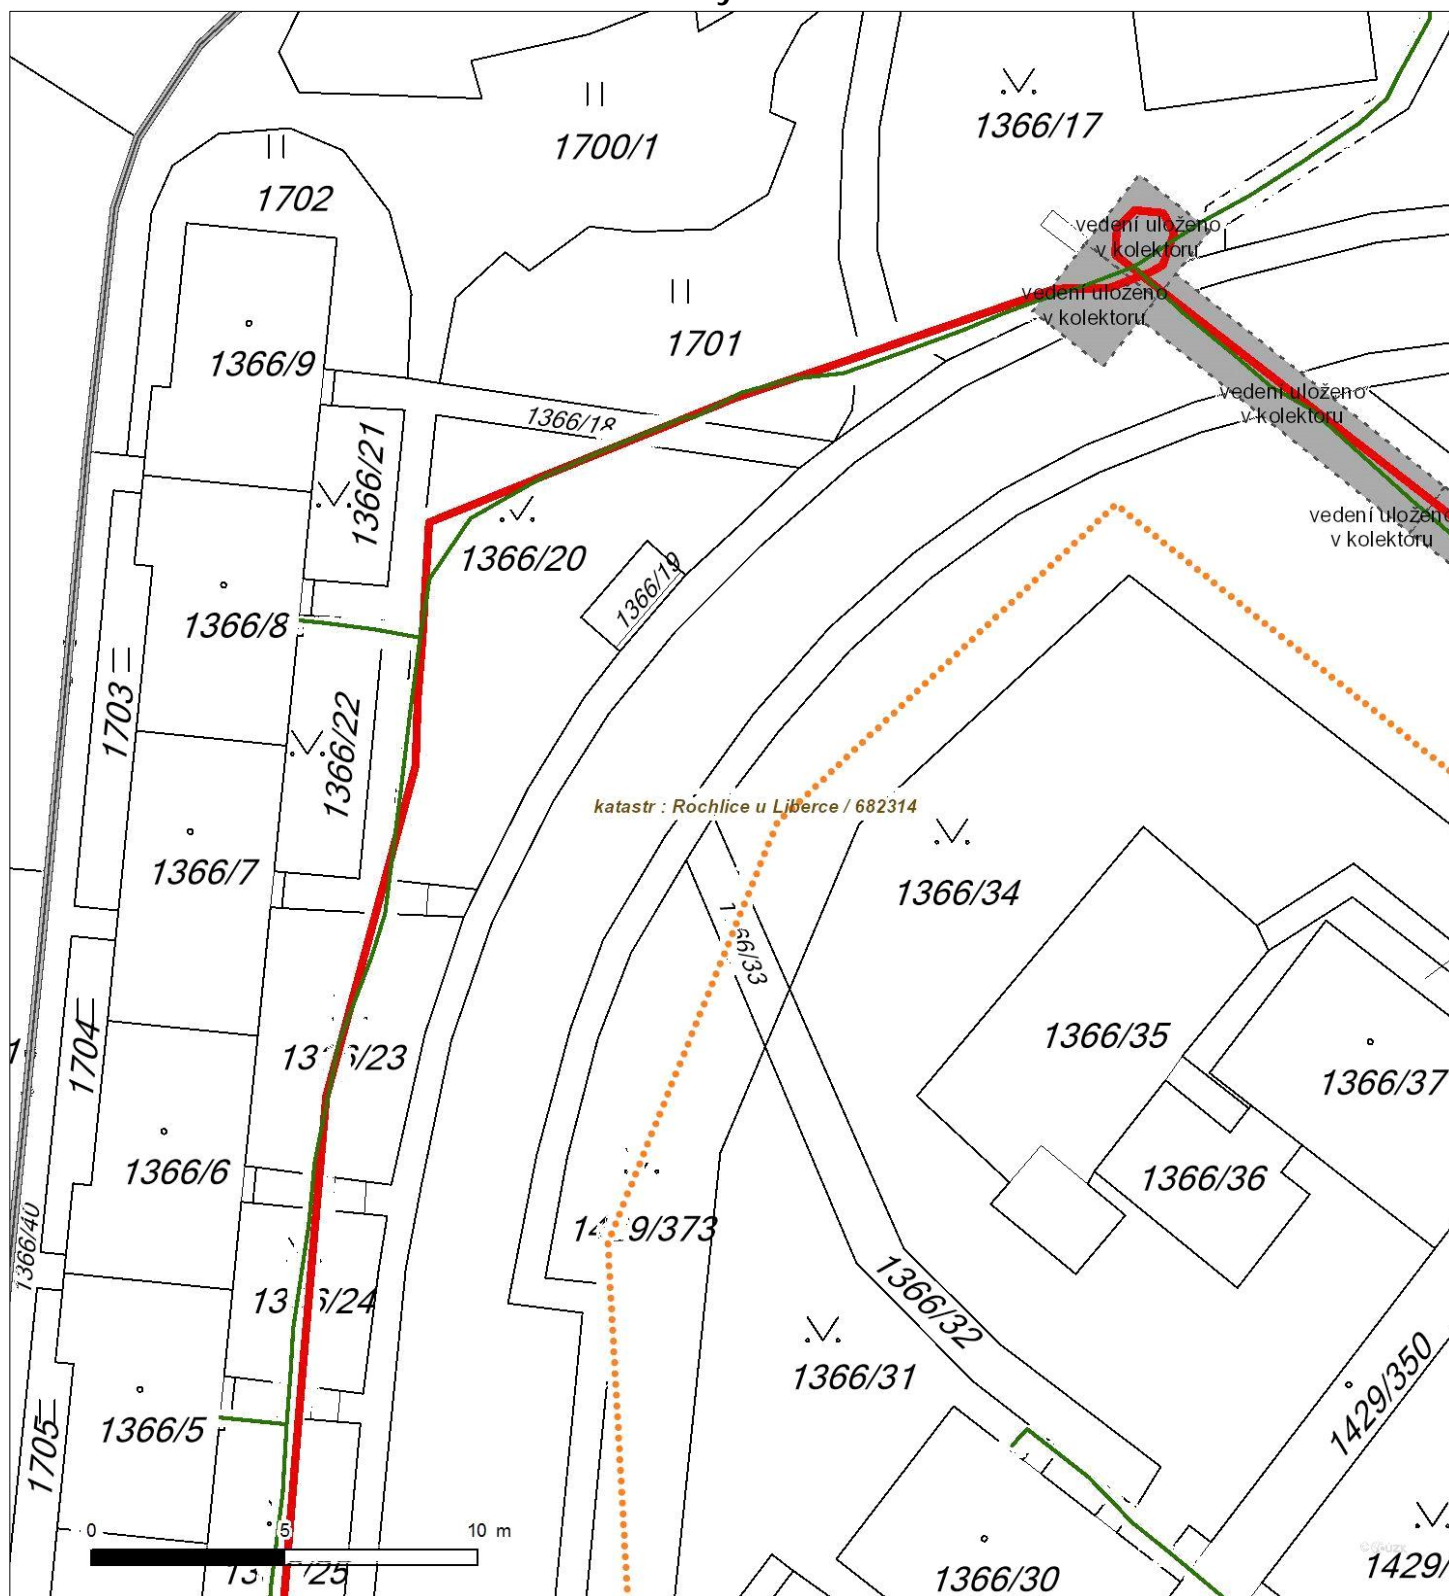 1366/17
1700/1
1702
vedení uloženo
v kolektoru
vedení uloženo
v kolektoru
1701
1366/9
1366/18
vedení uloženo
v kolektoru
1366/21
vedení uloženo
v kolektoru
1366/20
1366/19
1366/8
1703
1366/22
katastr : Rochlice u Liberce / 682314
1366/7
1366/34
1366/35
1704
1366/37
1366/6
1366/36
1366/40
1366/32
1366/31
1429/350
1366/5
1705
0 5 10 m
1366/30
1429/